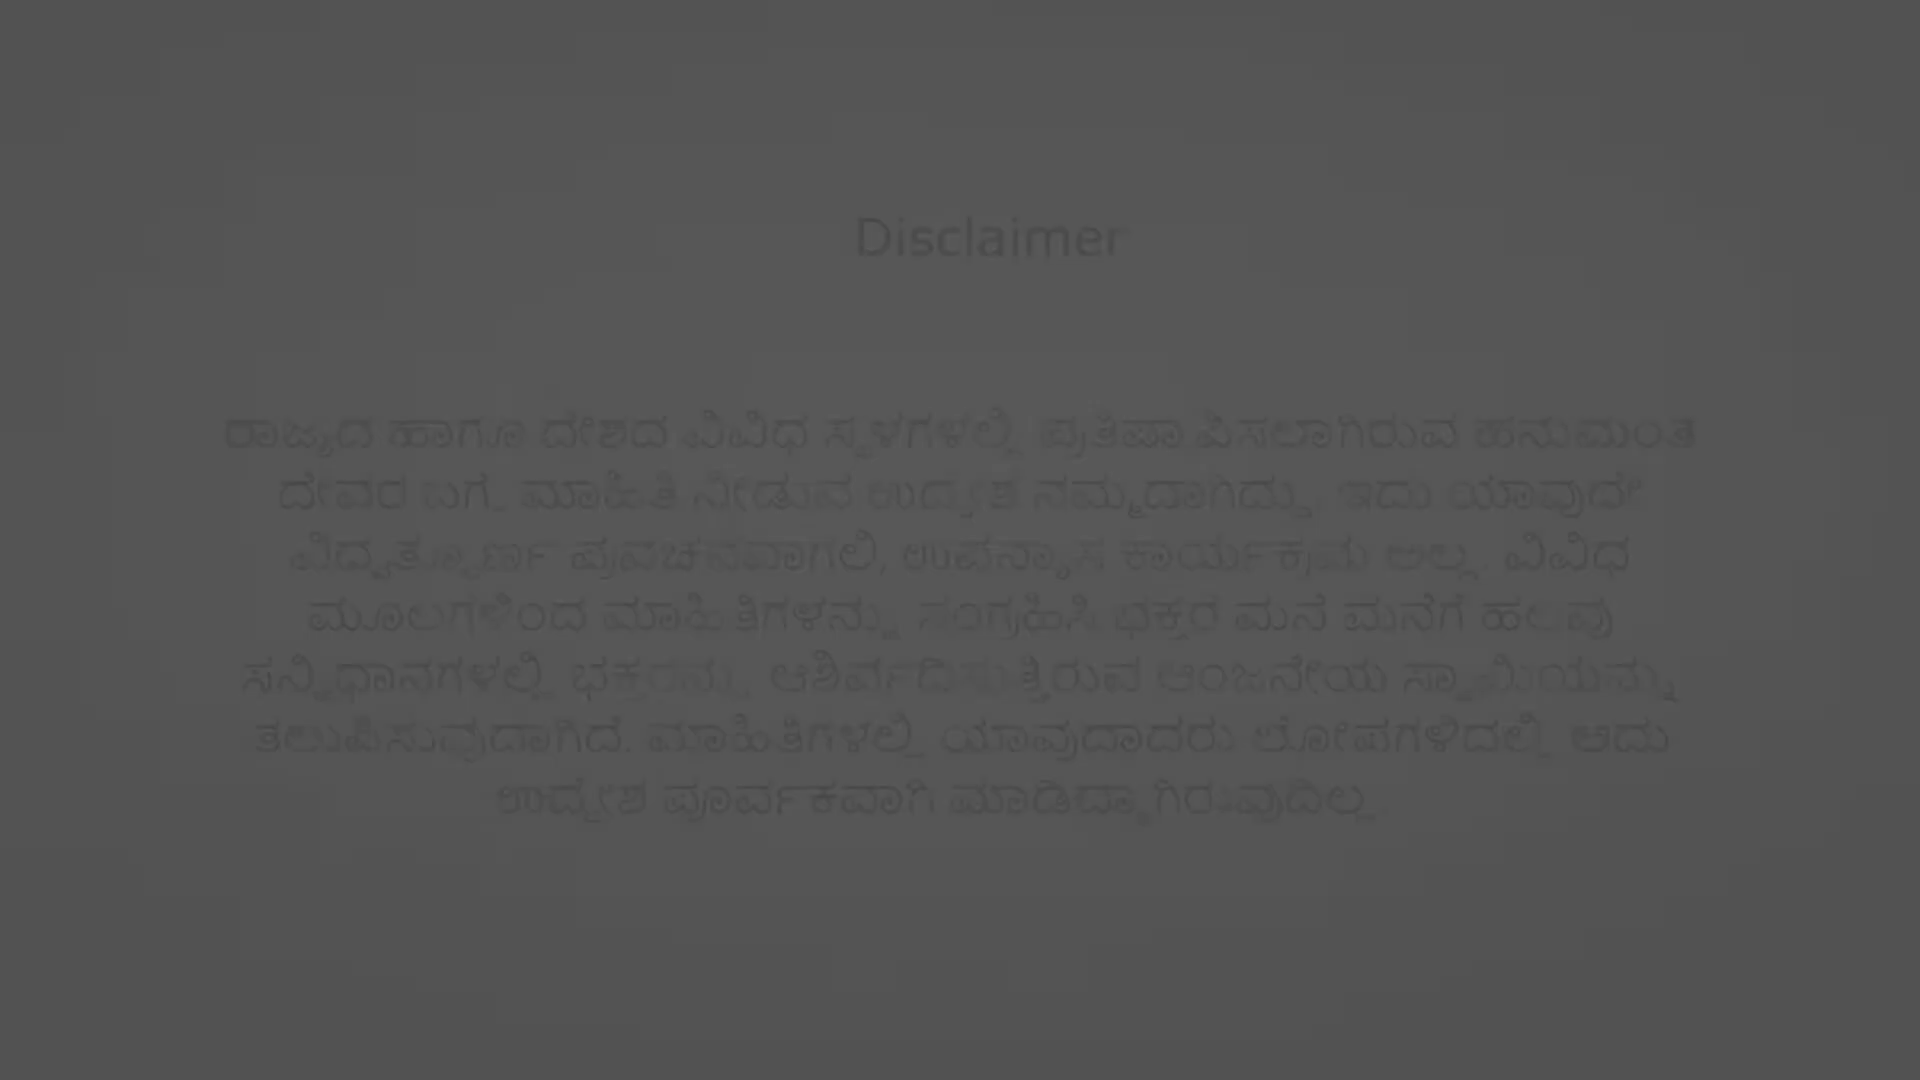 Disclaimer
ರಾಜ್ಯದ ಹಾಗೂ ದೇಶದ ವಿವಿಧ ಸ್ಥಳಗಳಲ್ಲಿ ಪ್ರತಿಷ್ಠಾಪಿಸಲಾಗಿರುವ ಹನುಮಂತ
ದೇವರ ಬಗ್ಗೆ ಮಾಹಿತಿ ನೀಡುವ ಉದ್ದೇಶ ನಮ್ಮದಾಗಿದ್ದು, ಇದು ಯಾವುದೇ
ವಿದ್ವತ್ಪೂರ್ಣ ಪ್ರವಚನವಾಗಲಿ, ಉಪನ್ಯಾಸ ಕಾರ್ಯಕ್ರಮ ಅಲ್ಲ. ವಿವಿಧ
ಮೂಲಗಳಿಂದ ಮಾಹಿತಿಗಳನ್ನು ಸಂಗ್ರಹಿಸಿ ಭಕ್ತರ ಮನೆ ಮನೆಗೆ ಹಲವು
ಸನ್ನಿಧಾನಗಳಲ್ಲಿ ಭಕ್ತರನ್ನು ಆಶಿರ್ವದಿಸುತ್ತಿರುವ ಆಂಜನೇಯ ಸ್ವಾಮಿಯನ್ನು
ತಲುಪಿಸುವುದಾಗಿದೆ. ಮಾಹಿತಿಗಳಲ್ಲಿ ಯಾವುದಾದರು ಲೋಷಗಳಿದಲ್ಲಿ ಅದು
ಉದ್ದೇಶ ಪೂರ್ವಕವಾಗಿ ಮಾಡಿದ್ದಾಗಿರುವುದಿಲ್ಲ